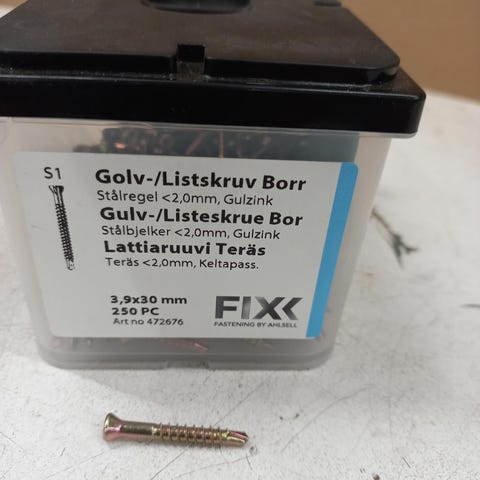 S1
Golv-/Listskruv Borr
Stålregel <2,0mm, Gulzink
Gulv-/Listeskrue Bor
Stålbjelker <2,0mm, Gulzink
Lattiaruuvi Teräs
Teräs <2,0mm, Keltapass.
3,9x30 mm
250 PC
Art no 472676
FIXX
FASTENING BY AHLSELL